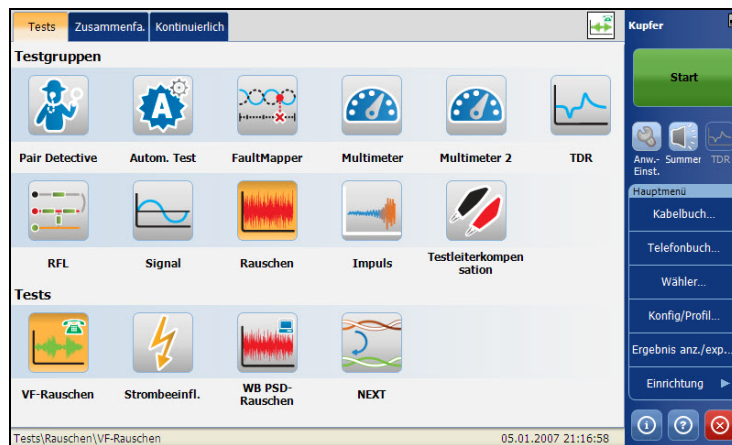 Tests Zusammenfa. Kontinuierlich Kupfer
Testgruppen
Start
Pair Detective Autom. Test FaultMapper Multimeter Multimeter 2 TDR
Anw.- Einst. Summer TDR
Hauptmenü
Kabelbuch...
Telefonbuch...
Wähler...
Konfig/Profil...
Ergebnis anz./exp...
Einrichtung
RFL Signal Rauschen Impuls Testleiterkompen
sation
Tests
VF-Rauschen Strombeeinfl. WB PSD-
Rauschen NEXT
Tests\Rauschen\VF-Rauschen 05.01.2007 21:16:58